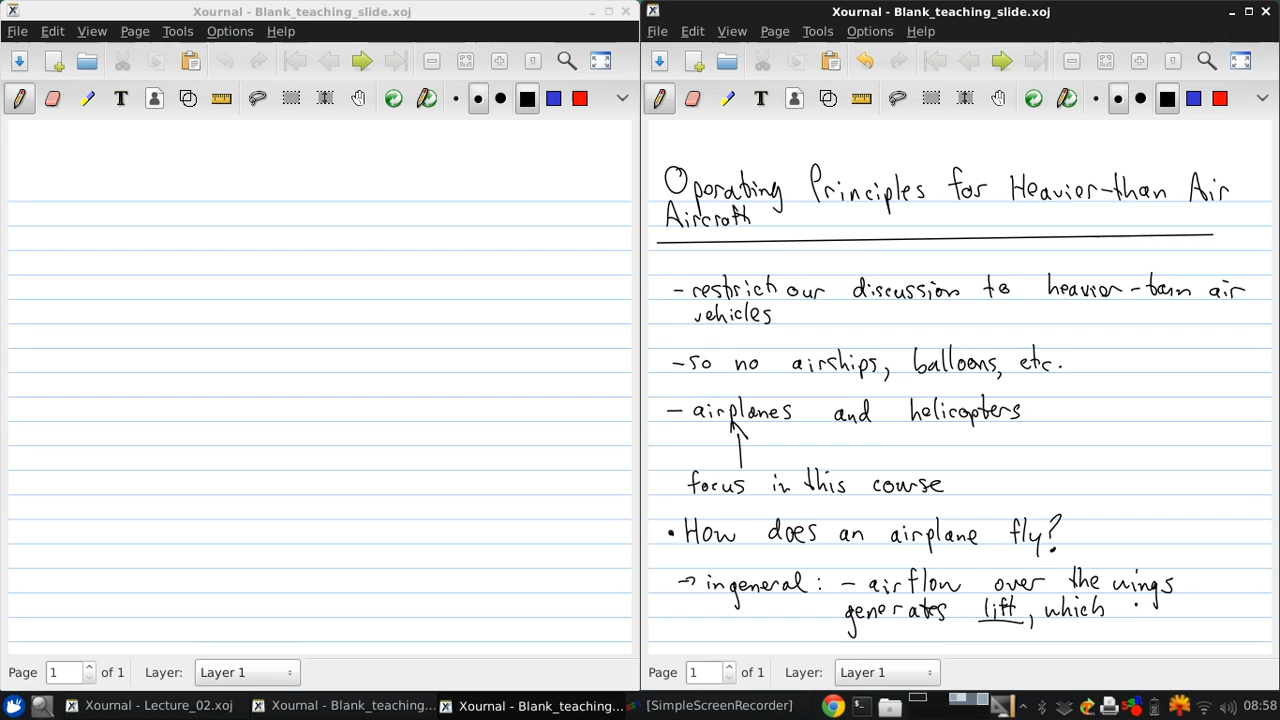 Xournal - Blank_teaching_slide.xoj
File Edit View Page Tools Options Help
Page 1 of 1 Layer: Layer 1
Xournal - Blank_teaching_slide.xoj
File Edit View Page Tools Options Help
Operating Principles for Heavier-than Air
Aircraft
- restrict our discussion to heavier-than air
vehicles
- so no airships, balloons, etc.
- airplanes and helicopters
focus in this course
• How does an airplane fly?
→ in general: - airflow over the wings
generates lift, which
Page 1 of 1 Layer: Layer 1
Xournal - Lecture_02.xoj Xournal - Blank_teaching... Xournal - Blank_teaching... [SimpleScreenRecorder] 08:58